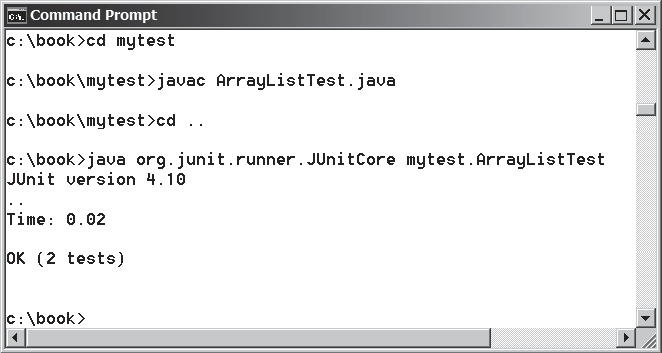 Command Prompt
c:\book>cd mytest
c:\book\mytest>javac ArrayListTest.java
c:\book\mytest>cd ..
c:\book>java org.junit.runner.JUnitCore mytest.ArrayListTest
JUnit version 4.10
..
Time: 0.02
OK (2 tests)
c:\book>